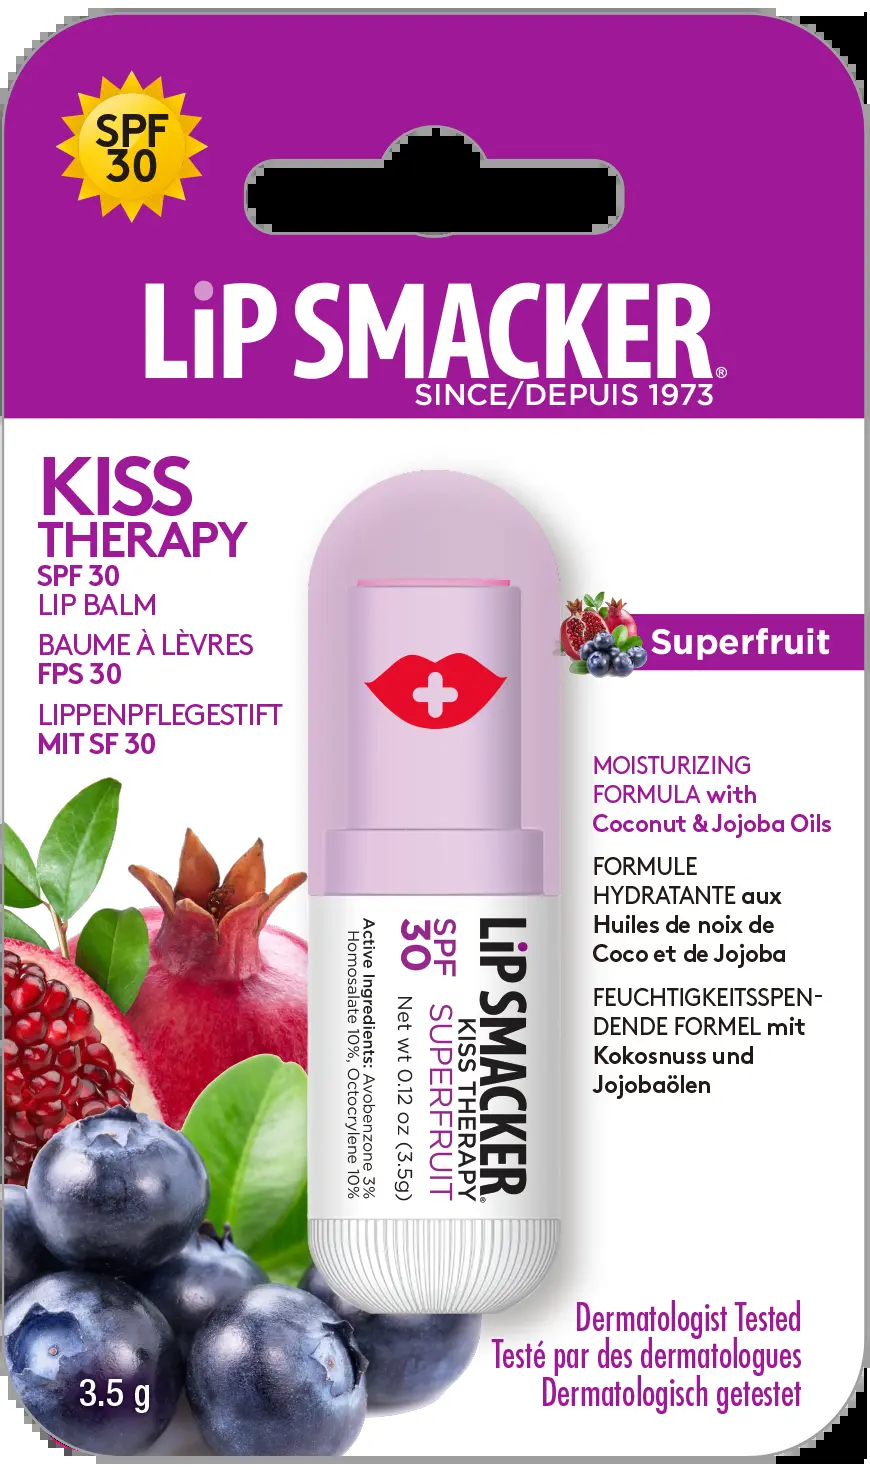 SPF
30
LiP SMACKER®
SINCE/DEPUIS 1973
KISS
THERAPY
SPF 30
LIP BALM
BAUME À LÈVRES
FPS 30
LIPPENPFLEGESTIFT
MIT SF 30
Superfruit
MOISTURIZING
FORMULA with
Coconut & Jojoba Oils
FORMULE
HYDRATANTE aux
Huiles de noix de
Coco et de Jojoba
FEUCHTIGKEITSSPEN-
DENDE FORMEL mit
Kokosnuss und
Jojobaölen
LiP SMACKER®
KISS THERAPY
SPF
30
SUPERFRUIT
Net wt 0.12 oz (3.5g)
Active Ingredients: Avobenzone 3%
Homosalate 10%, Octocrylene 10%
Dermatologist Tested
Testé par des dermatologues
Dermatologisch getestet
3.5 g